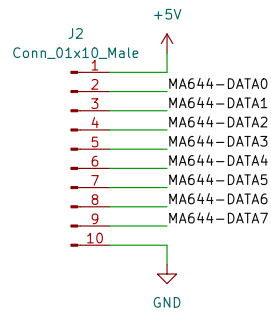 +5V
J2
Conn_01x10_Male
1
2 MA644-DATA0
3 MA644-DATA1
4 MA644-DATA2
5 MA644-DATA3
6 MA644-DATA4
7 MA644-DATA5
8 MA644-DATA6
9 MA644-DATA7
10
GND